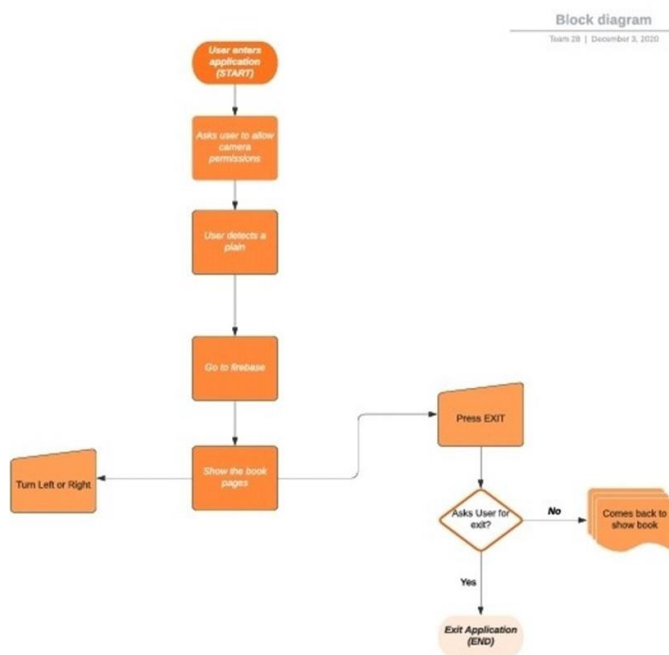 Block diagram
Team 28 | December 3, 2020
User enters
application
(START)
Asks user to allow
camera
permissions
User detects a
plain
Go to firebase
Show the book
pages
Turn Left or Right
Press EXIT
Asks User for
exit?
No
Comes back to
show book
Yes
Exit Application
(END)